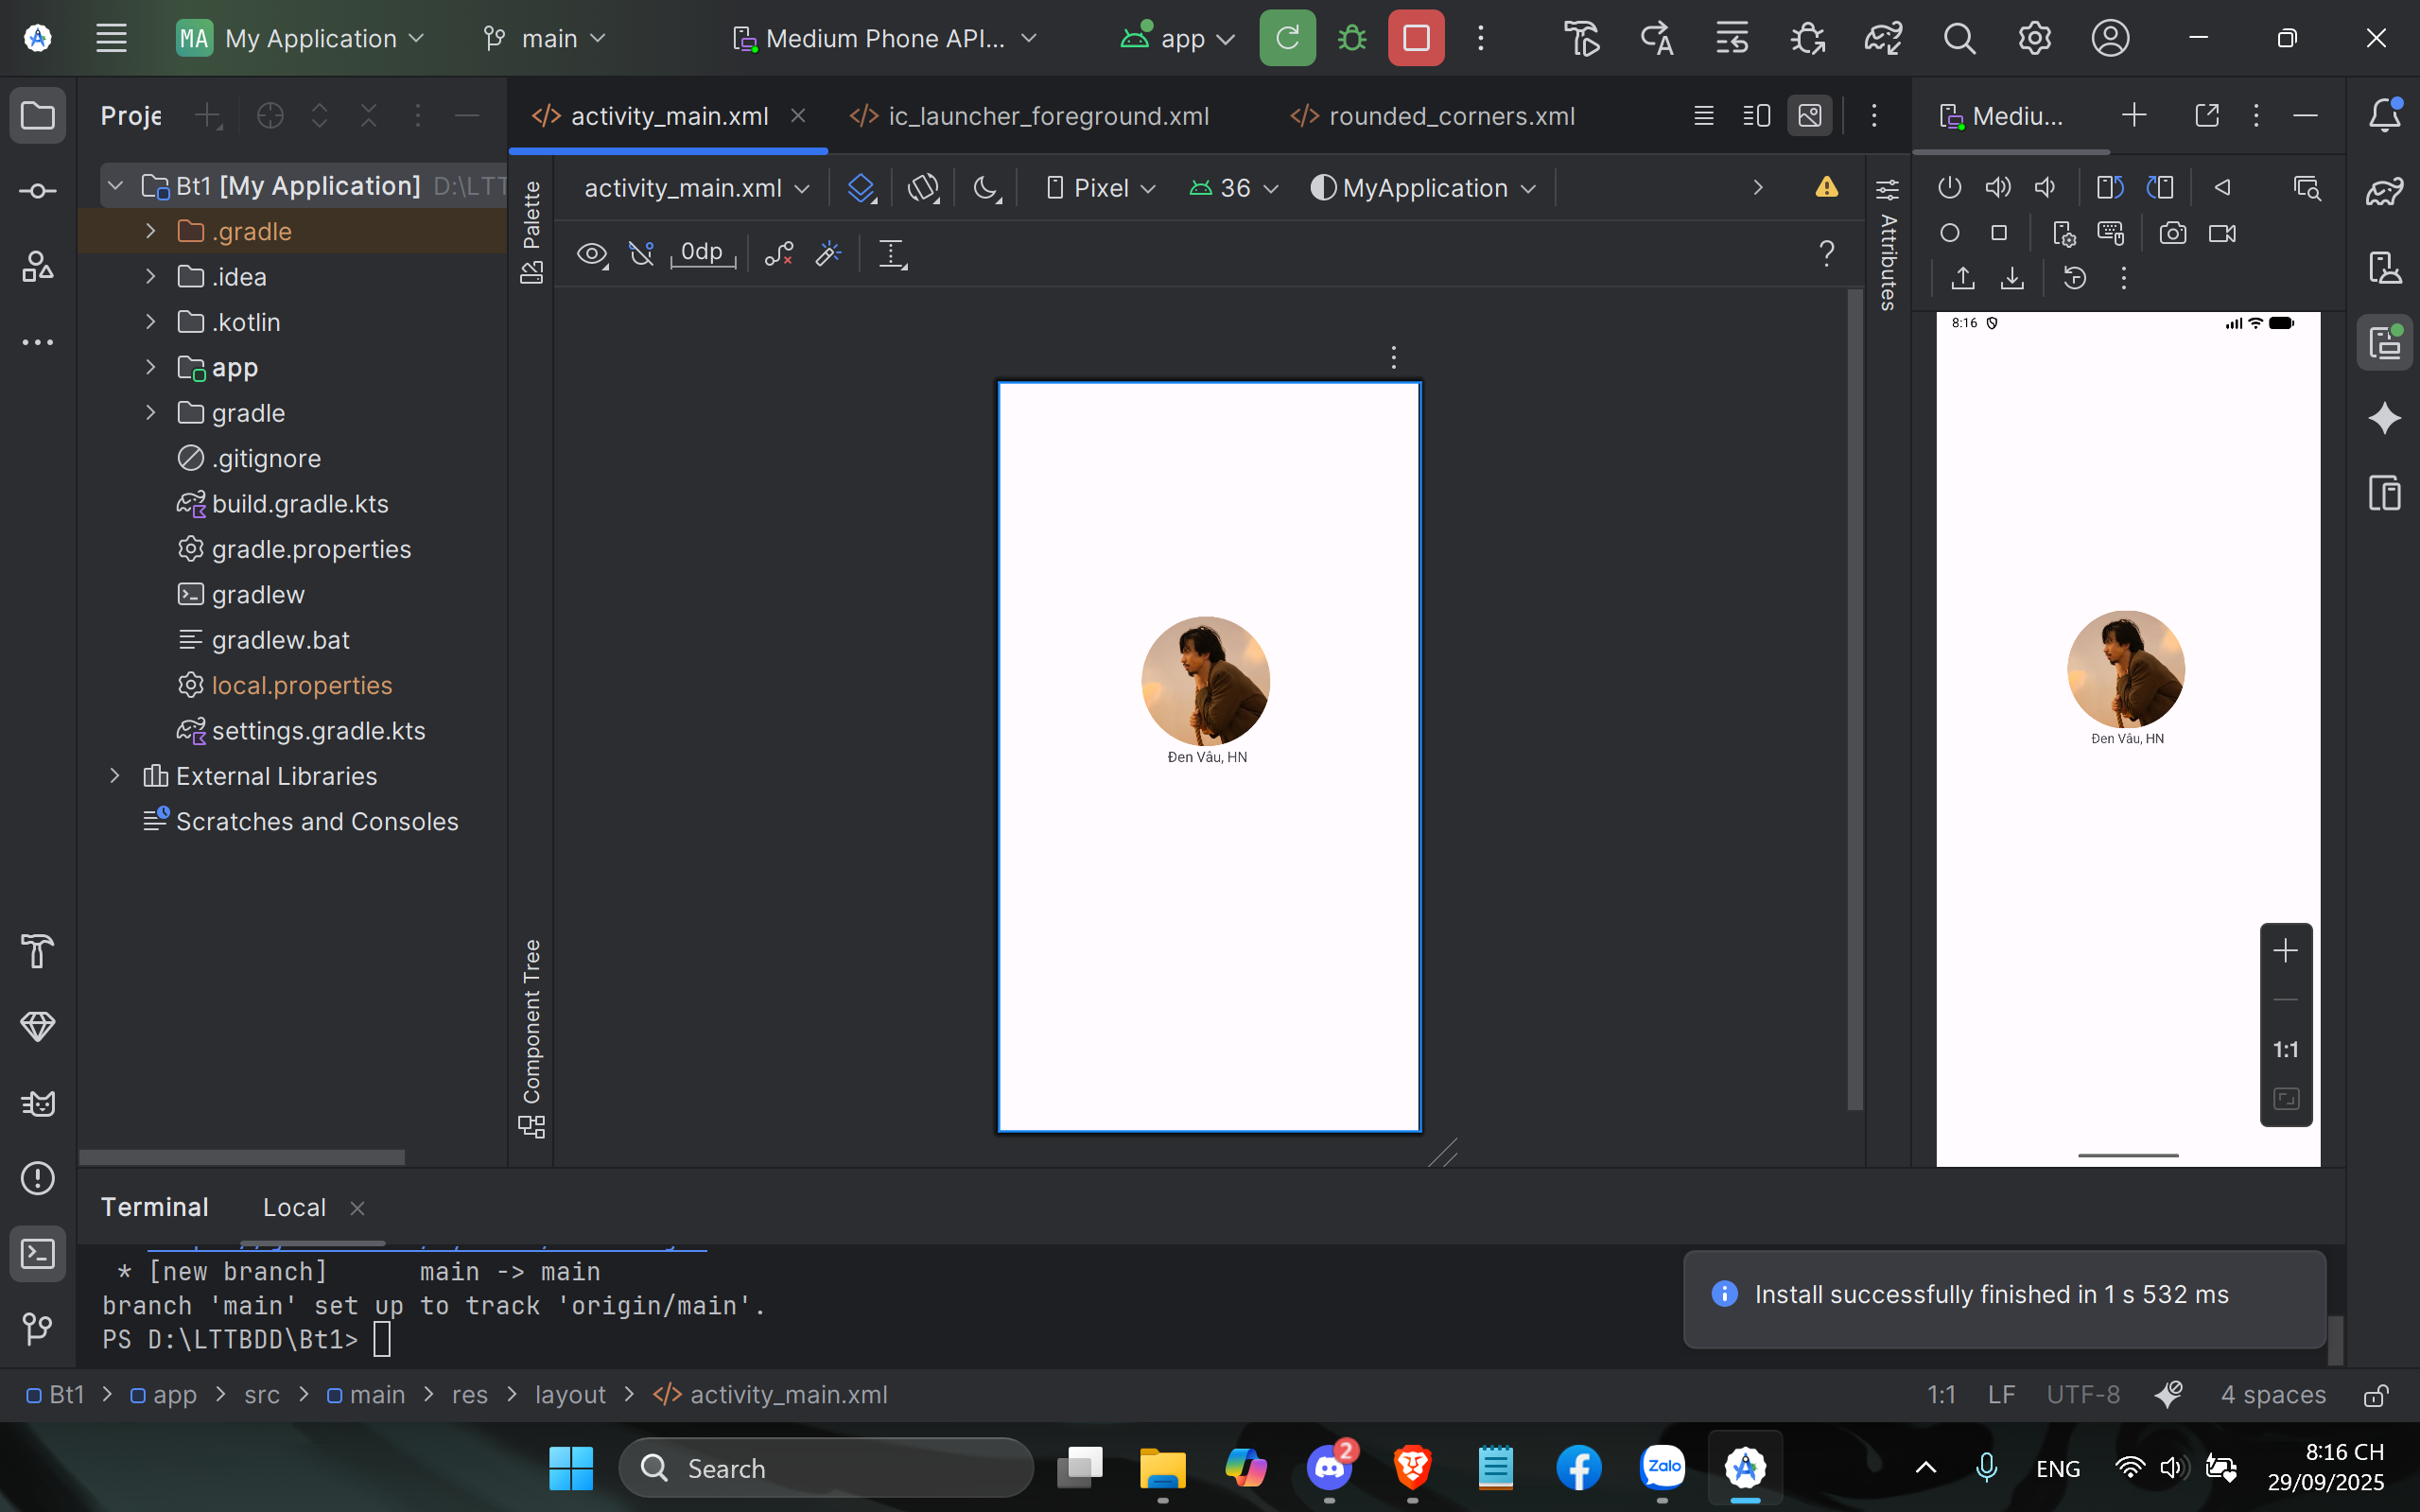 MA My Application
main
Medium Phone API...
app
Proje
activity_main.xml
ic_launcher_foreground.xml
rounded_corners.xml
Mediu...
Bt1 [My Application] D:\LTT
.gradle
.idea
.kotlin
app
gradle
.gitignore
build.gradle.kts
gradle.properties
gradlew
gradlew.bat
local.properties
settings.gradle.kts
External Libraries
Scratches and Consoles
Palette
Component Tree
activity_main.xml
Pixel
36
MyApplication
0dp
?
Đen Vâu, HN
Attributes
8:16
Đen Vâu, HN
1:1
Terminal
Local
* [new branch] main -> main
branch 'main' set up to track 'origin/main'.
PS D:\LTTBDD\Bt1>
Install successfully finished in 1 s 532 ms
Bt1 > app > src > main > res > layout > activity_main.xml
1:1
LF
UTF-8
4 spaces
Search
2
Zalo
ENG
8:16 CH
29/09/2025